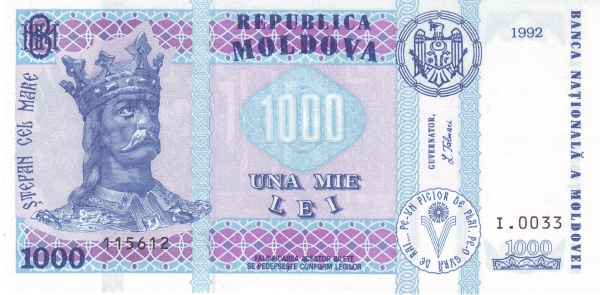 REPUBLICA
MOLDOVA
1992
BANCA NAŢIONALĂ A MOLDOVEI
ŞTEFAN CEL MARE
1000
GUVERNATOR,
L. Talmaci
UNA MIE
LEI
PE-UN PICIOR DE PLAI, PE-O GURĂ DE RAI,
I.0033
115612
1000
FALSIFICAREA ACESTOR BILETE
SE PEDEPSEŞTE CONFORM LEGILOR
1000